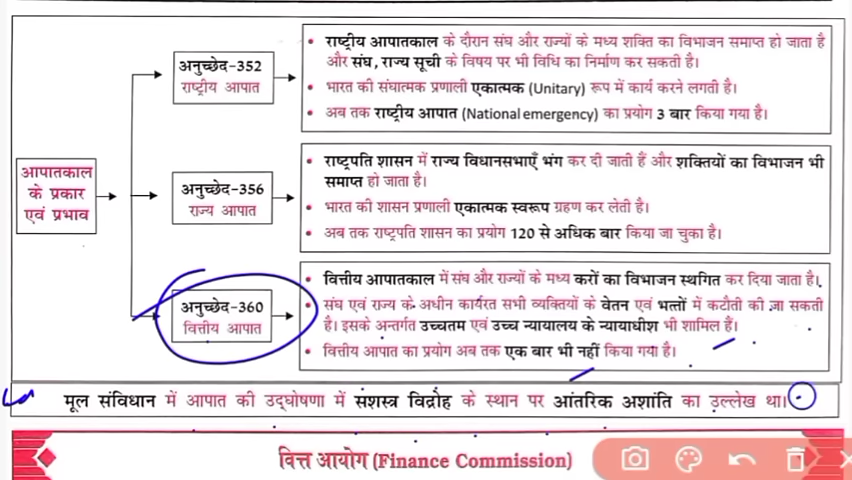 अनुच्छेद-352
राष्ट्रीय आपात
• राष्ट्रीय आपातकाल के दौरान संघ और राज्यों के मध्य शक्ति का विभाजन समाप्त हो जाता है
और संघ, राज्य सूची के विषय पर भी विधि का निर्माण कर सकती है।
• भारत की संघात्मक प्रणाली एकात्मक (Unitary) रूप में कार्य करने लगती है।
• अब तक राष्ट्रीय आपात (National emergency) का प्रयोग 3 बार किया गया है।
आपातकाल
के प्रकार
एवं प्रभाव
अनुच्छेद-356
राज्य आपात
• राष्ट्रपति शासन में राज्य विधानसभाएँ भंग कर दी जाती हैं और शक्तियों का विभाजन भी
समाप्त हो जाता है।
• भारत की शासन प्रणाली एकात्मक स्वरूप ग्रहण कर लेती है।
• अब तक राष्ट्रपति शासन का प्रयोग 120 से अधिक बार किया जा चुका है।
अनुच्छेद-360
वित्तीय आपात
• वित्तीय आपातकाल में संघ और राज्यों के मध्य करों का विभाजन स्थगित कर दिया जाता है।
• संघ एवं राज्य के अधीन कार्यरत सभी व्यक्तियों के वेतन एवं भत्तों में कटौती की जा सकती
है। इसके अन्तर्गत उच्चतम एवं उच्च न्यायालय के न्यायाधीश भी शामिल हैं।
• वित्तीय आपात का प्रयोग अब तक एक बार भी नहीं किया गया है।
मूल संविधान में आपात की उद्घोषणा में सशस्त्र विद्रोह के स्थान पर आंतरिक अशांति का उल्लेख था।
वित्त आयोग (Finance Commission)